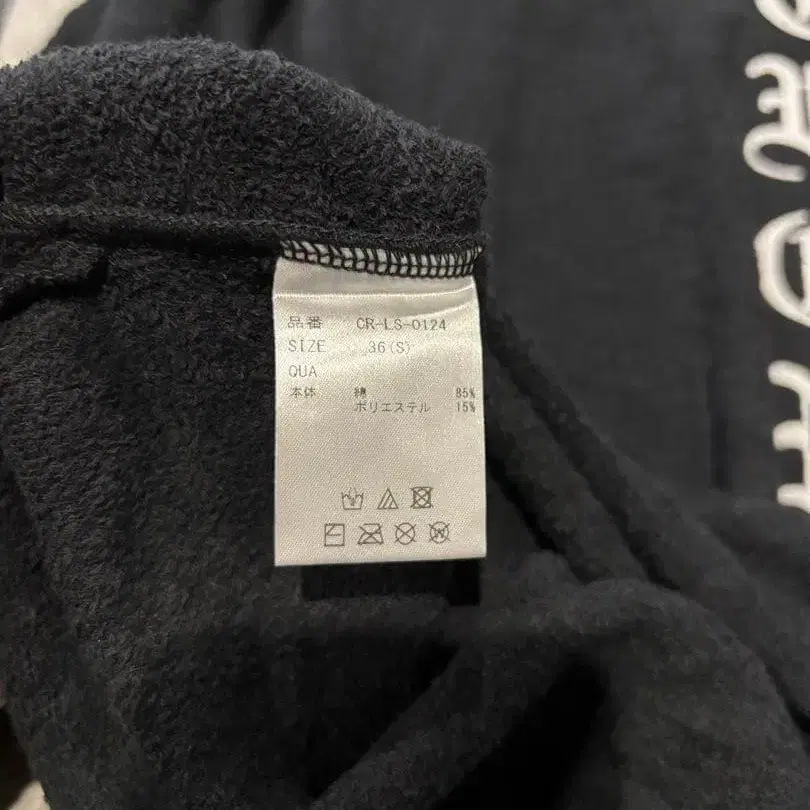 品番 CR-LS-0124
SIZE 36(S)
QUA
本体 綿 85%
ポリエステル 15%